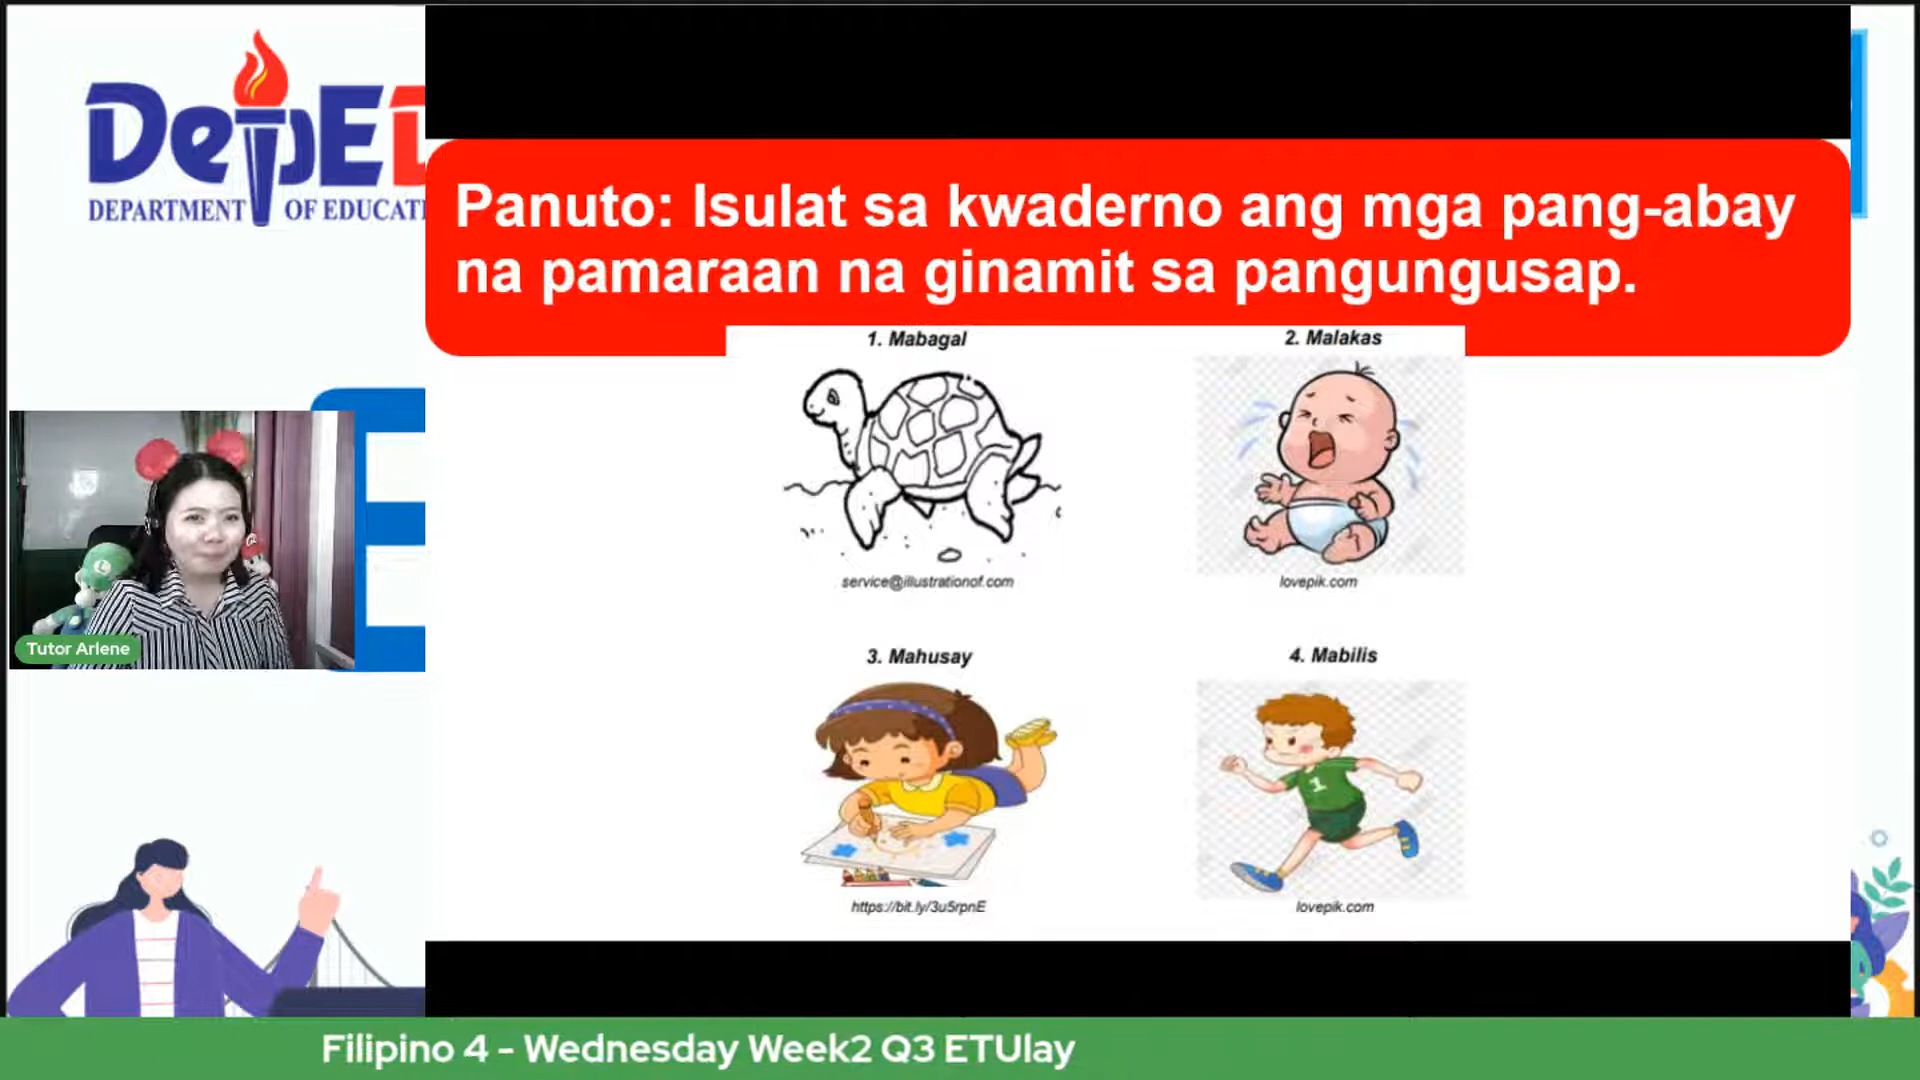 DepED
DEPARTMENT OF EDUCATI
Panuto: Isulat sa kwaderno ang mga pang-abay
na pamaraan na ginamit sa pangungusap.
1. Mabagal
2. Malakas
service@illustrationof.com
lovepik.com
3. Mahusay
4. Mabilis
1
https://bit.ly/3u5rpnE
lovepik.com
L
Tutor Arlene
Filipino 4 - Wednesday Week2 Q3 ETUlay